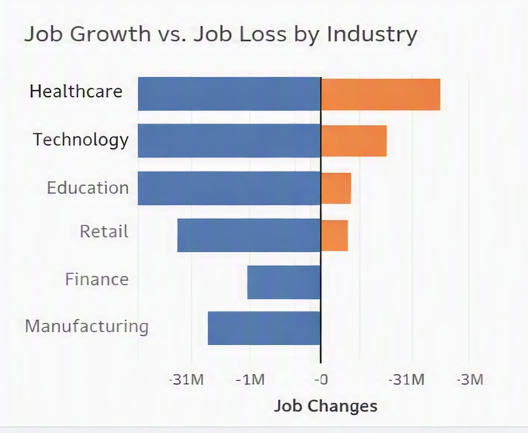 Job Growth vs. Job Loss by Industry
Healthcare
Technology
Education
Retail
Finance
Manufacturing
-31M -1M -0 -31M -3M
Job Changes